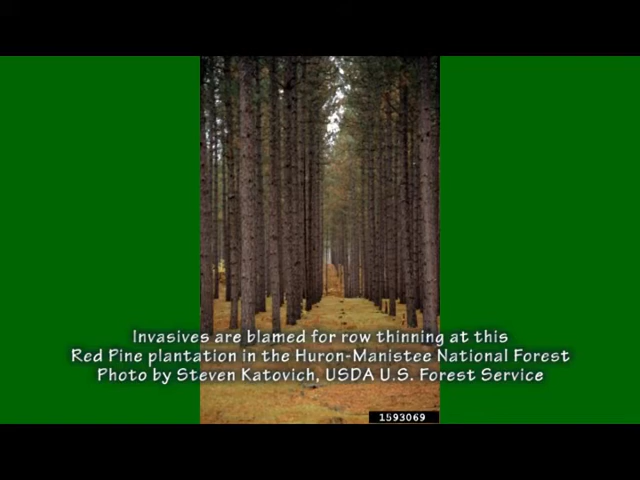 Invasives are blamed for row thinning at this
Red Pine plantation in the Huron-Manistee National Forest
Photo by Steven Katovich, USDA U.S. Forest Service
1593069